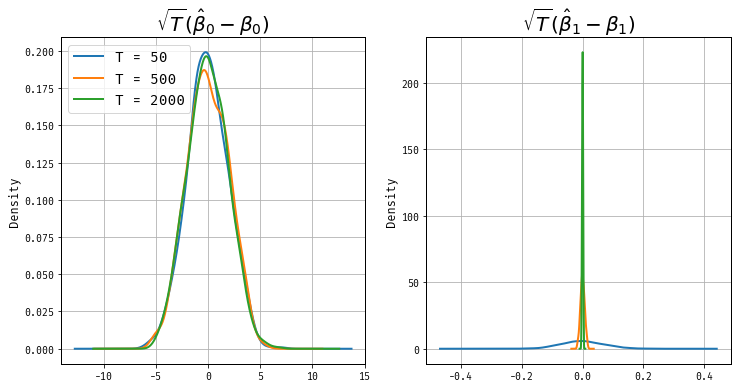 √T(β̂₀ − β₀)
T = 50
T = 500
T = 2000
Density
0.200
0.175
0.150
0.125
0.100
0.075
0.050
0.025
0.000
−10 −5 0 5 10 15
√T(β̂₁ − β₁)
Density
200
150
100
50
0
−0.4 −0.2 0.0 0.2 0.4